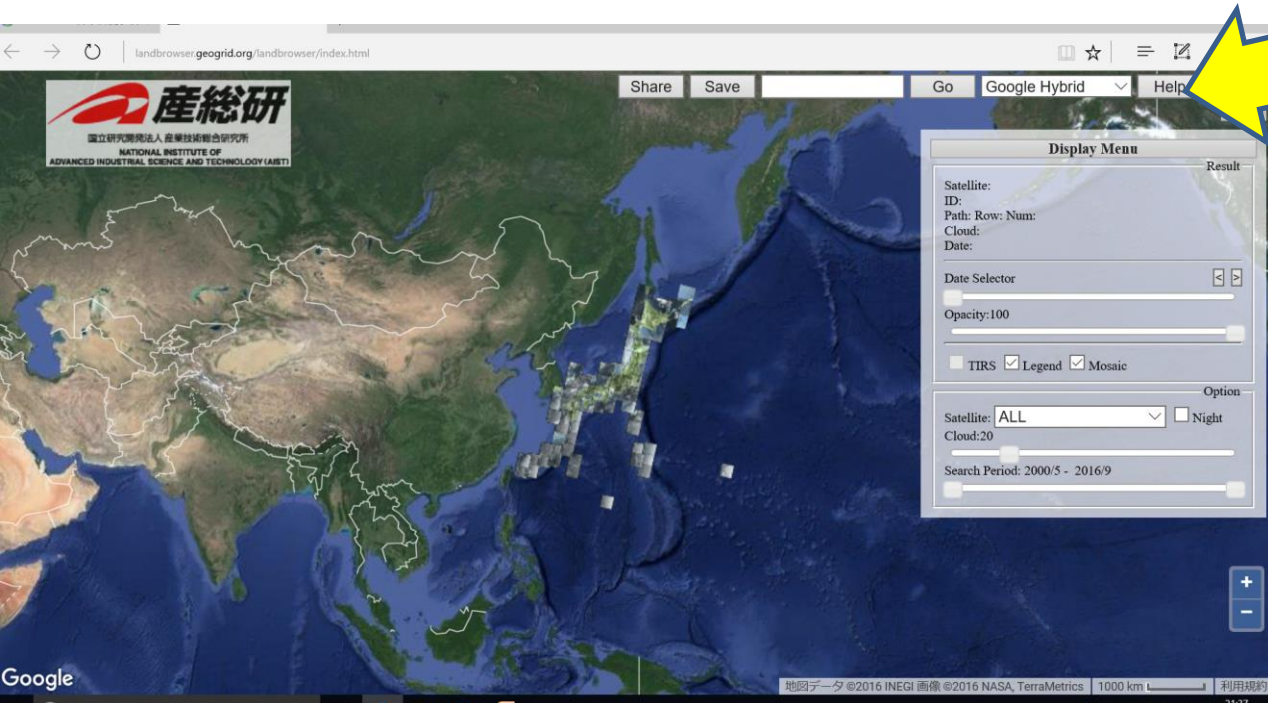 landbrowser.geogrid.org/landbrowser/index.html
Share Save Go Google Hybrid Help
産総研
国立研究開発法人 産業技術総合研究所
NATIONAL INSTITUTE OF
ADVANCED INDUSTRIAL SCIENCE AND TECHNOLOGY (AIST)
Display Menu
Result
Satellite:
ID:
Path: Row: Num:
Cloud:
Date:
Date Selector < >
Opacity:100
TIRS Legend Mosaic
Option
Satellite: ALL Night
Cloud:20
Search Period: 2000/5 - 2016/9
+
−
Google
地図データ ©2016 INEGI 画像 ©2016 NASA, TerraMetrics 1000 km 利用規約